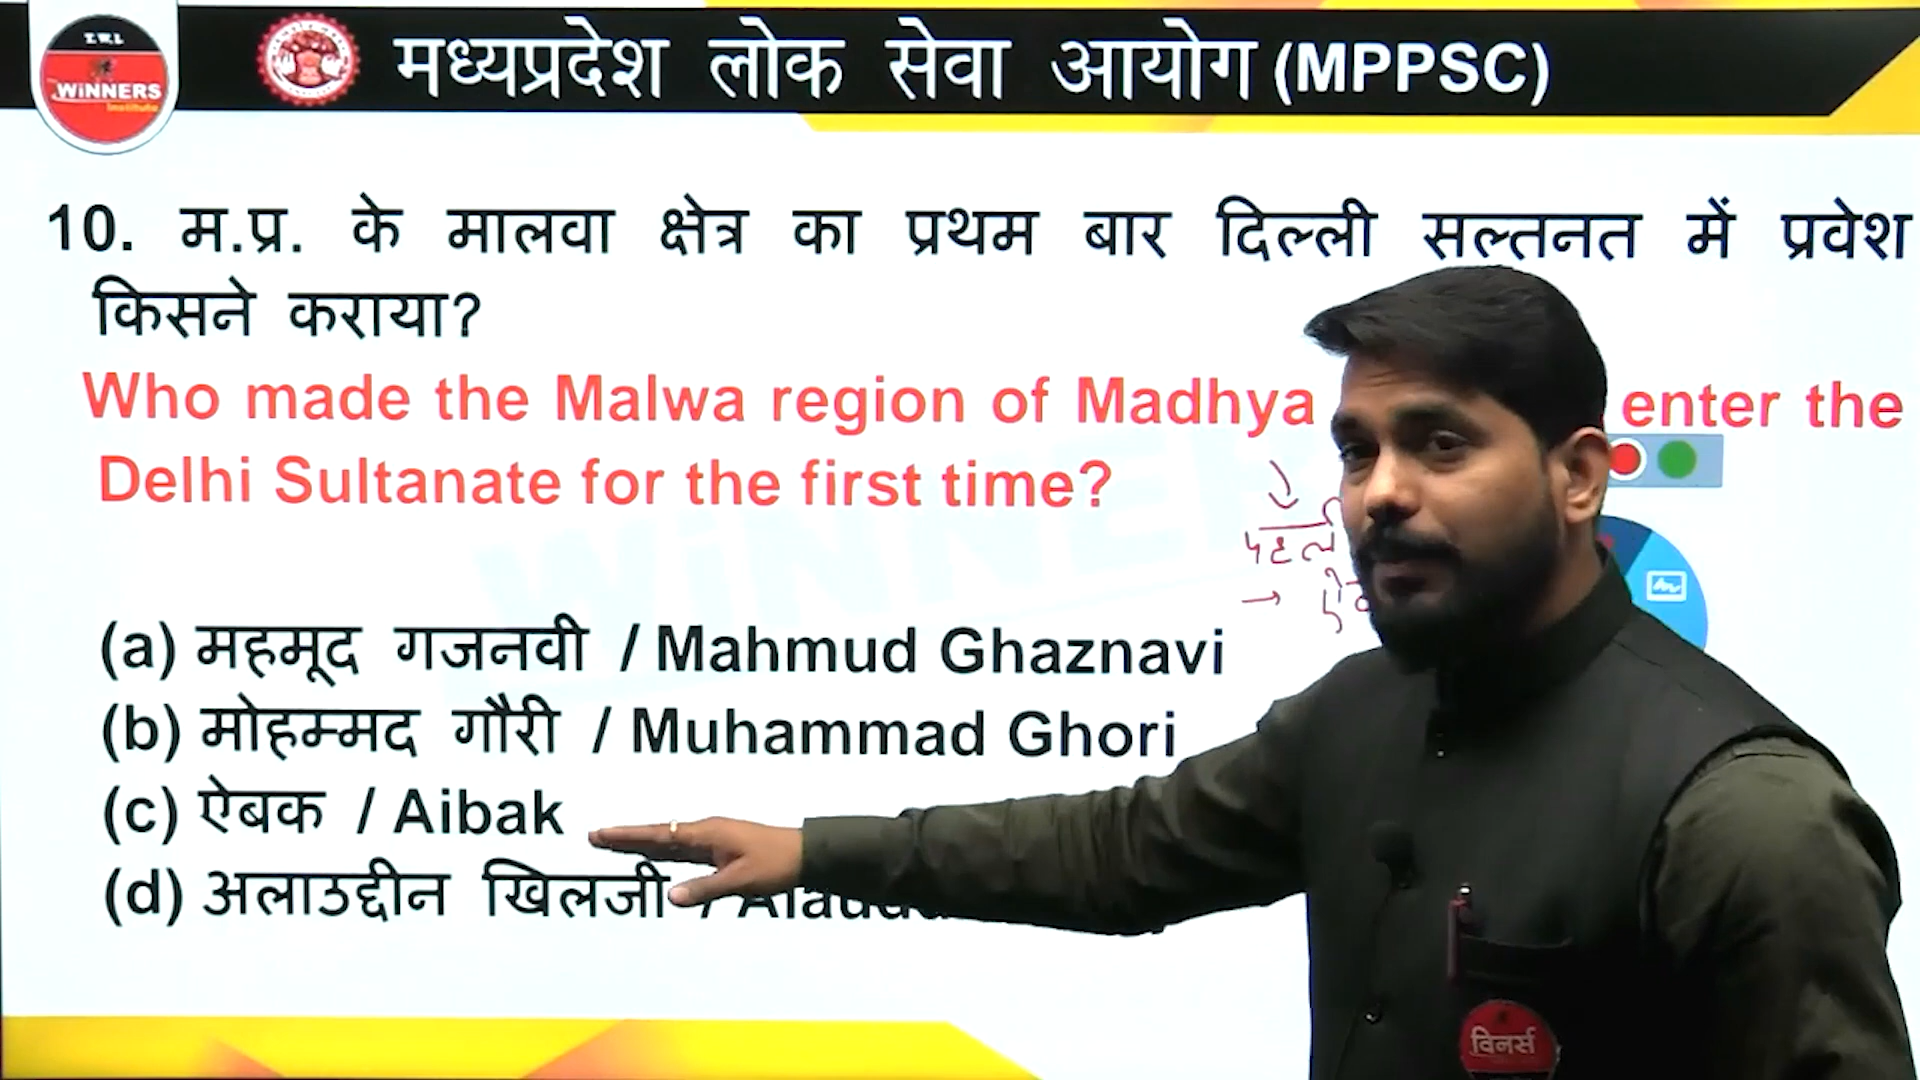 T.W.I.
WiNNERS
institute
मध्यप्रदेश लोक सेवा आयोग (MPPSC)
10. म.प्र. के मालवा क्षेत्र का प्रथम बार दिल्ली सल्तनत में प्रवेश
किसने कराया?
Who made the Malwa region of Madhya enter the
Delhi Sultanate for the first time?
(a) महमूद गजनवी / Mahmud Ghaznavi
(b) मोहम्मद गौरी / Muhammad Ghori
(c) ऐबक / Aibak
(d) अलाउद्दीन खिलजी /
WiNNER
विनर्स